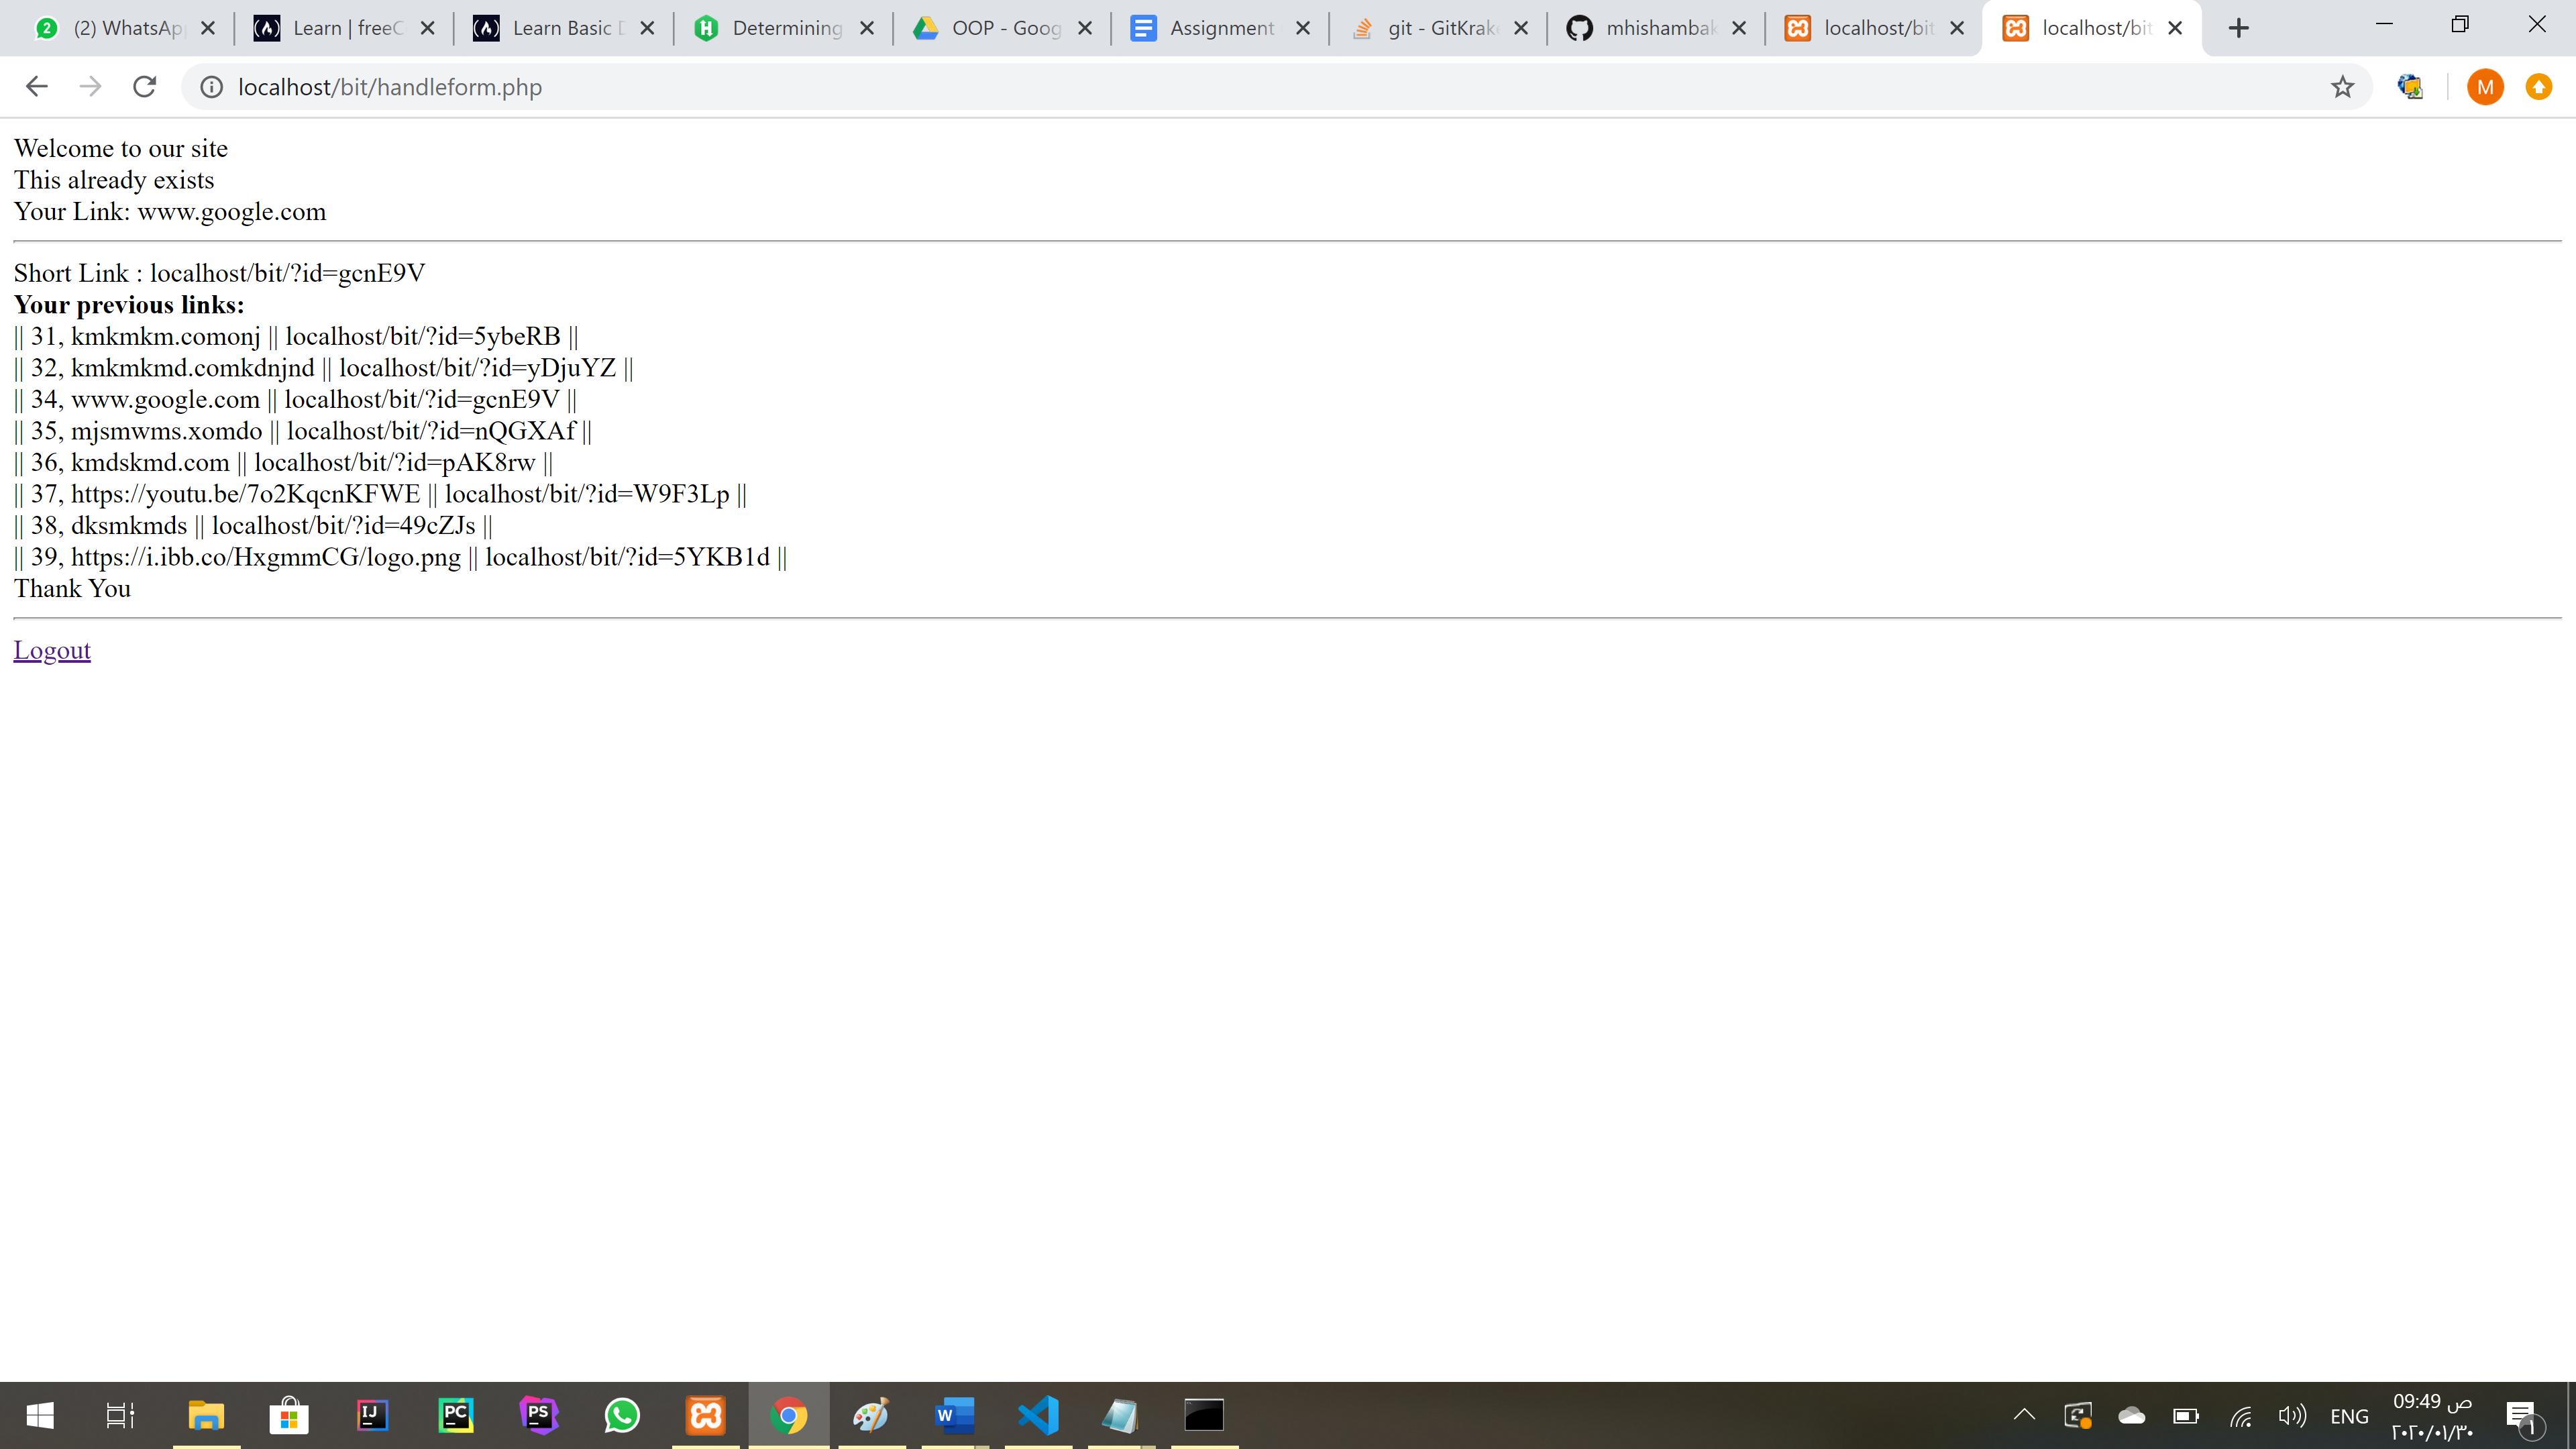 (2) WhatsAp
Learn | freeC
Learn Basic D
Determining
OOP - Goog
Assignment
git - GitKrak
mhishambak
localhost/bit
localhost/bit
localhost/bit/handleform.php
M
Welcome to our site
This already exists
Your Link: www.google.com
Short Link : localhost/bit/?id=gcnE9V
Your previous links:
|| 31, kmkmkm.comonj || localhost/bit/?id=5ybeRB ||
|| 32, kmkmkmd.comkdnjnd || localhost/bit/?id=yDjuYZ ||
|| 34, www.google.com || localhost/bit/?id=gcnE9V ||
|| 35, mjsmwms.xomdo || localhost/bit/?id=nQGXAf ||
|| 36, kmdskmd.com || localhost/bit/?id=pAK8rw ||
|| 37, https://youtu.be/7o2KqcnKFWE || localhost/bit/?id=W9F3Lp ||
|| 38, dksmkmds || localhost/bit/?id=49cZJs ||
|| 39, https://i.ibb.co/HxgmmCG/logo.png || localhost/bit/?id=5YKB1d ||
Thank You
Logout
ENG
09:49 ص
٢٠٢٠/٠١/٣٠